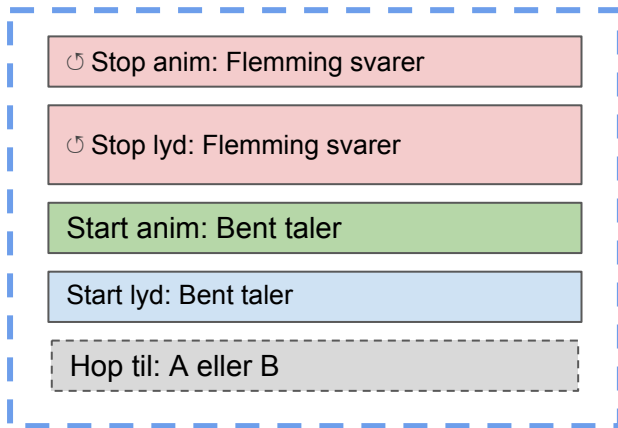 ↺ Stop anim: Flemming svarer
↺ Stop lyd: Flemming svarer
Start anim: Bent taler
Start lyd: Bent taler
Hop til: A eller B